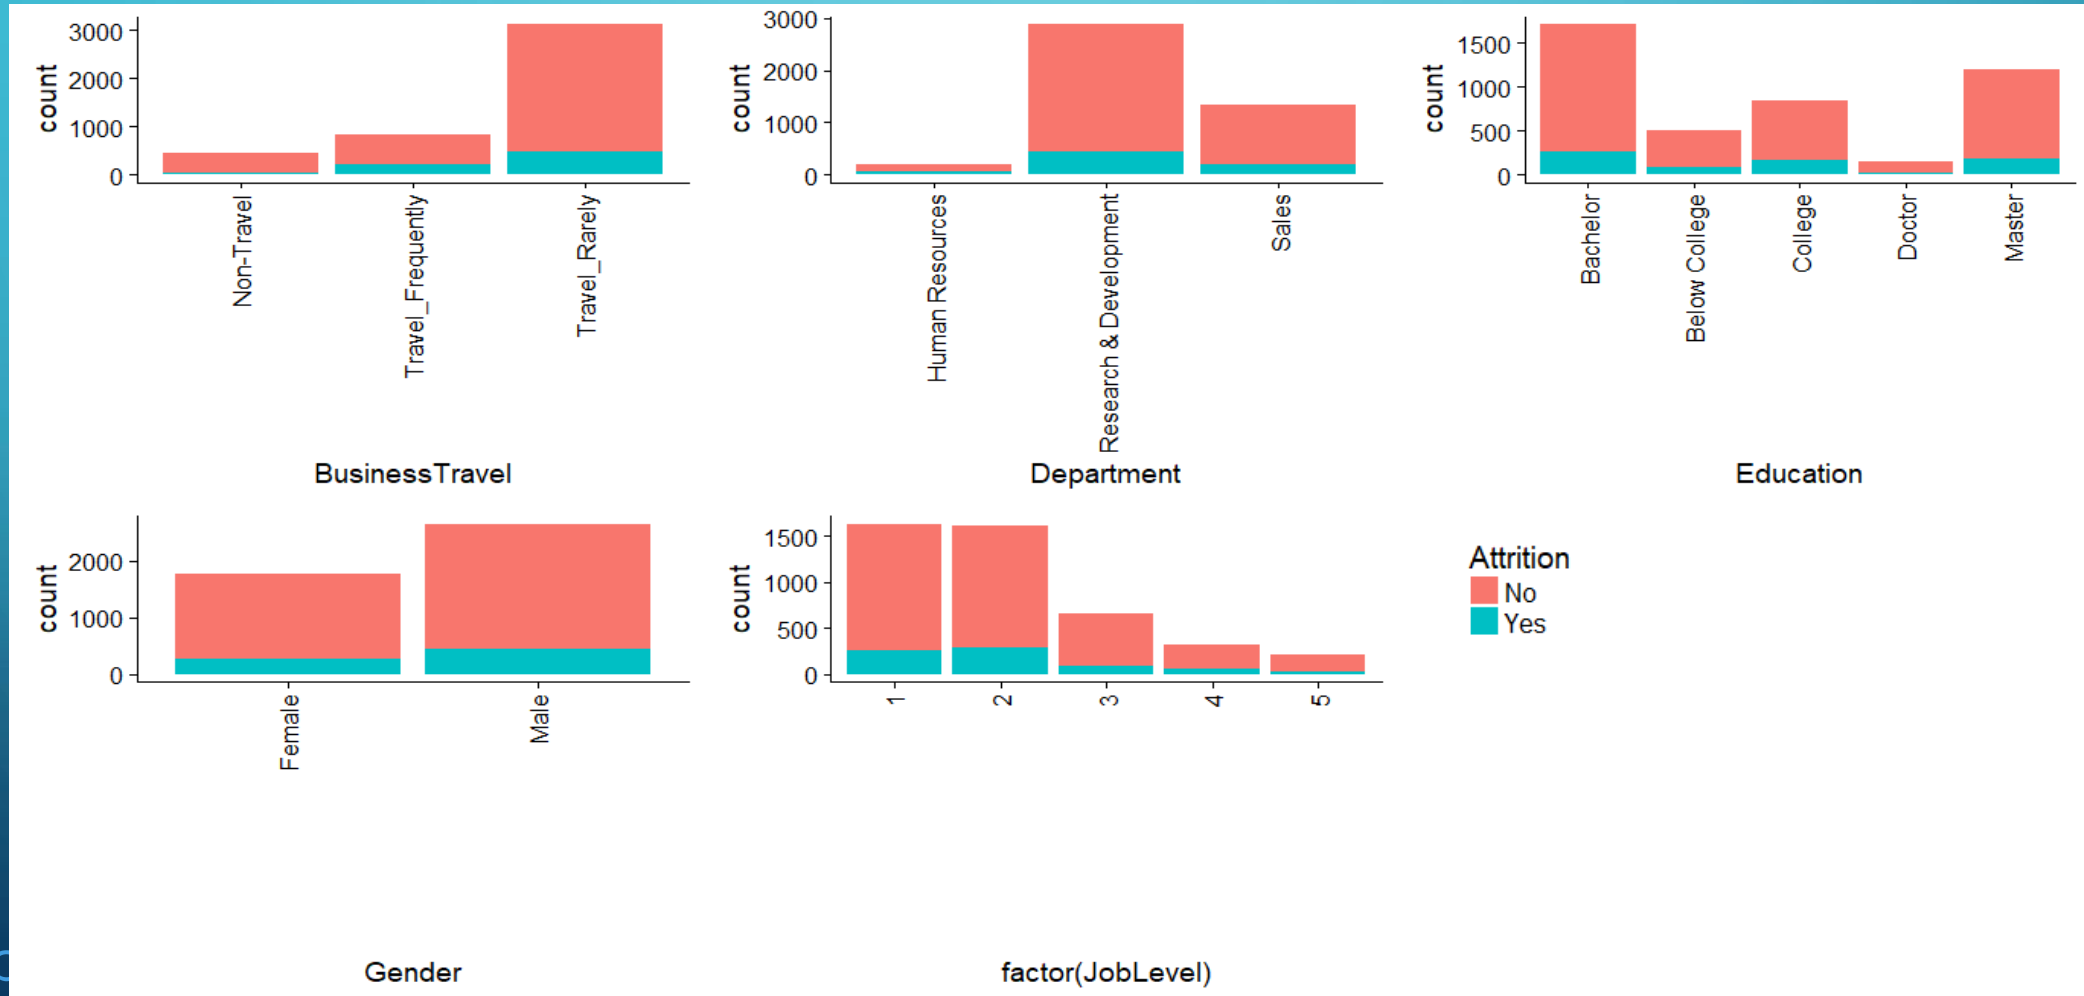 count
3000
2000
1000
0
Non-Travel
Travel_Frequently
Travel_Rarely
BusinessTravel
count
3000
2000
1000
0
Human Resources
Research & Development
Sales
Department
count
1500
1000
500
0
Bachelor
Below College
College
Doctor
Master
Education
count
2000
1000
0
Female
Male
Gender
count
1500
1000
500
0
1
2
3
4
5
factor(JobLevel)
Attrition
No
Yes